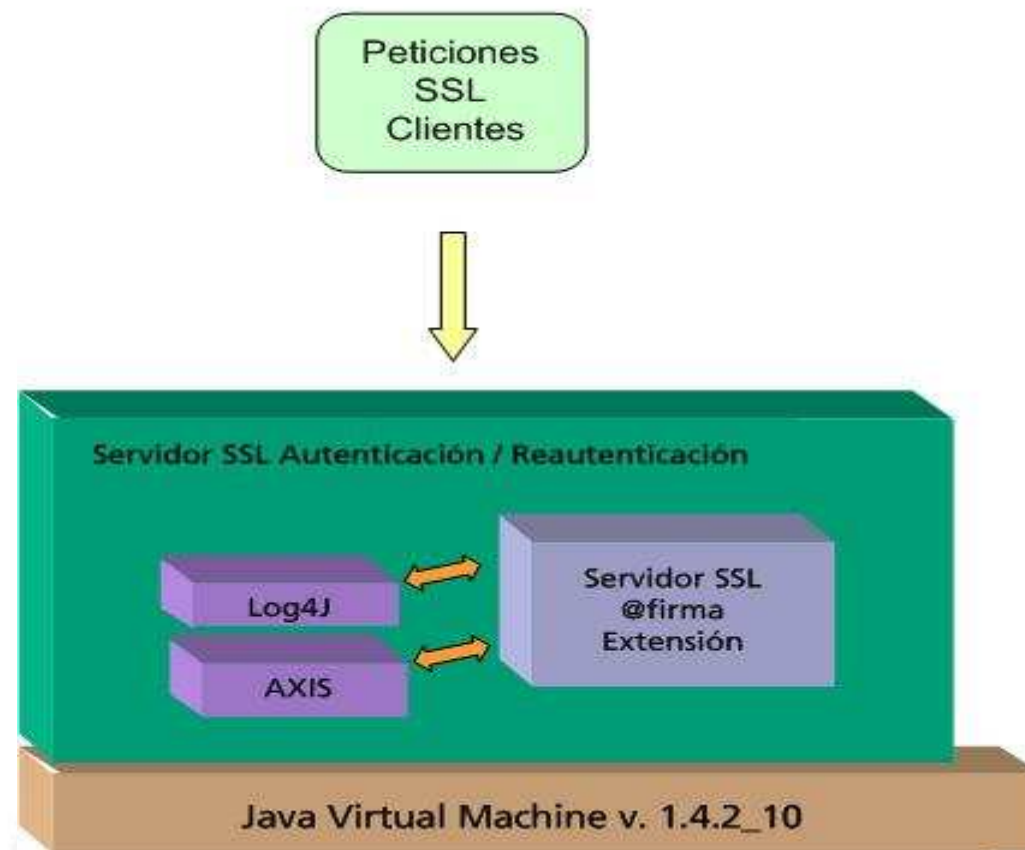 Peticiones
SSL
Clientes
Servidor SSL Autenticación / Reautenticación
Log4J
AXIS
Servidor SSL
@firma
Extensión
Java Virtual Machine v. 1.4.2_10